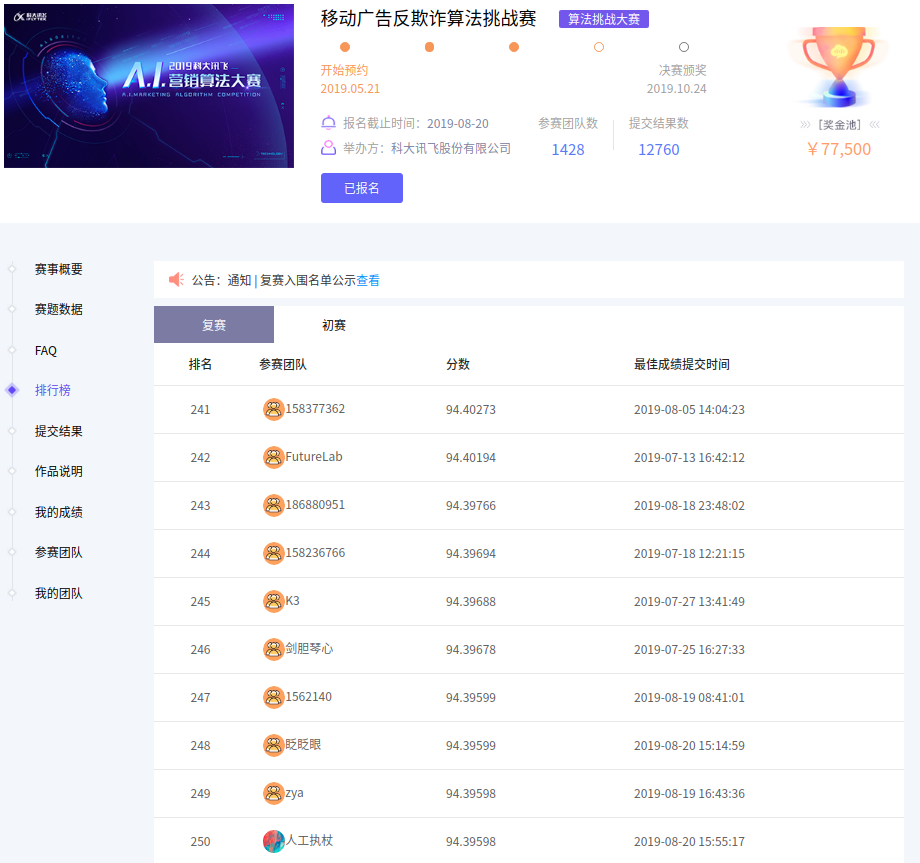 科大讯飞
iFLYTEK
2019科大讯飞
A.I.营销算法大赛
A.I.MARKETING ALGORITHM COMPETITION
移动广告反欺诈算法挑战赛 算法挑战大赛
开始预约 决赛颁奖
2019.05.21 2019.10.24
报名截止时间：2019-08-20 参赛团队数 提交结果数
举办方：科大讯飞股份有限公司 1428 12760
已报名
[奖金池]
￥77,500
赛事概要
赛题数据
FAQ
排行榜
提交结果
作品说明
我的成绩
参赛团队
我的团队
公告：通知 | 复赛入围名单公示查看
复赛 初赛
排名 参赛团队 分数 最佳成绩提交时间
241 158377362 94.40273 2019-08-05 14:04:23
242 FutureLab 94.40194 2019-07-13 16:42:12
243 186880951 94.39766 2019-08-18 23:48:02
244 158236766 94.39694 2019-07-18 12:21:15
245 K3 94.39688 2019-07-27 13:41:49
246 剑胆琴心 94.39678 2019-07-25 16:27:33
247 1562140 94.39599 2019-08-19 08:41:01
248 眨眨眼 94.39599 2019-08-20 15:14:59
249 zya 94.39598 2019-08-19 16:43:36
250 人工执杖 94.39598 2019-08-20 15:55:17